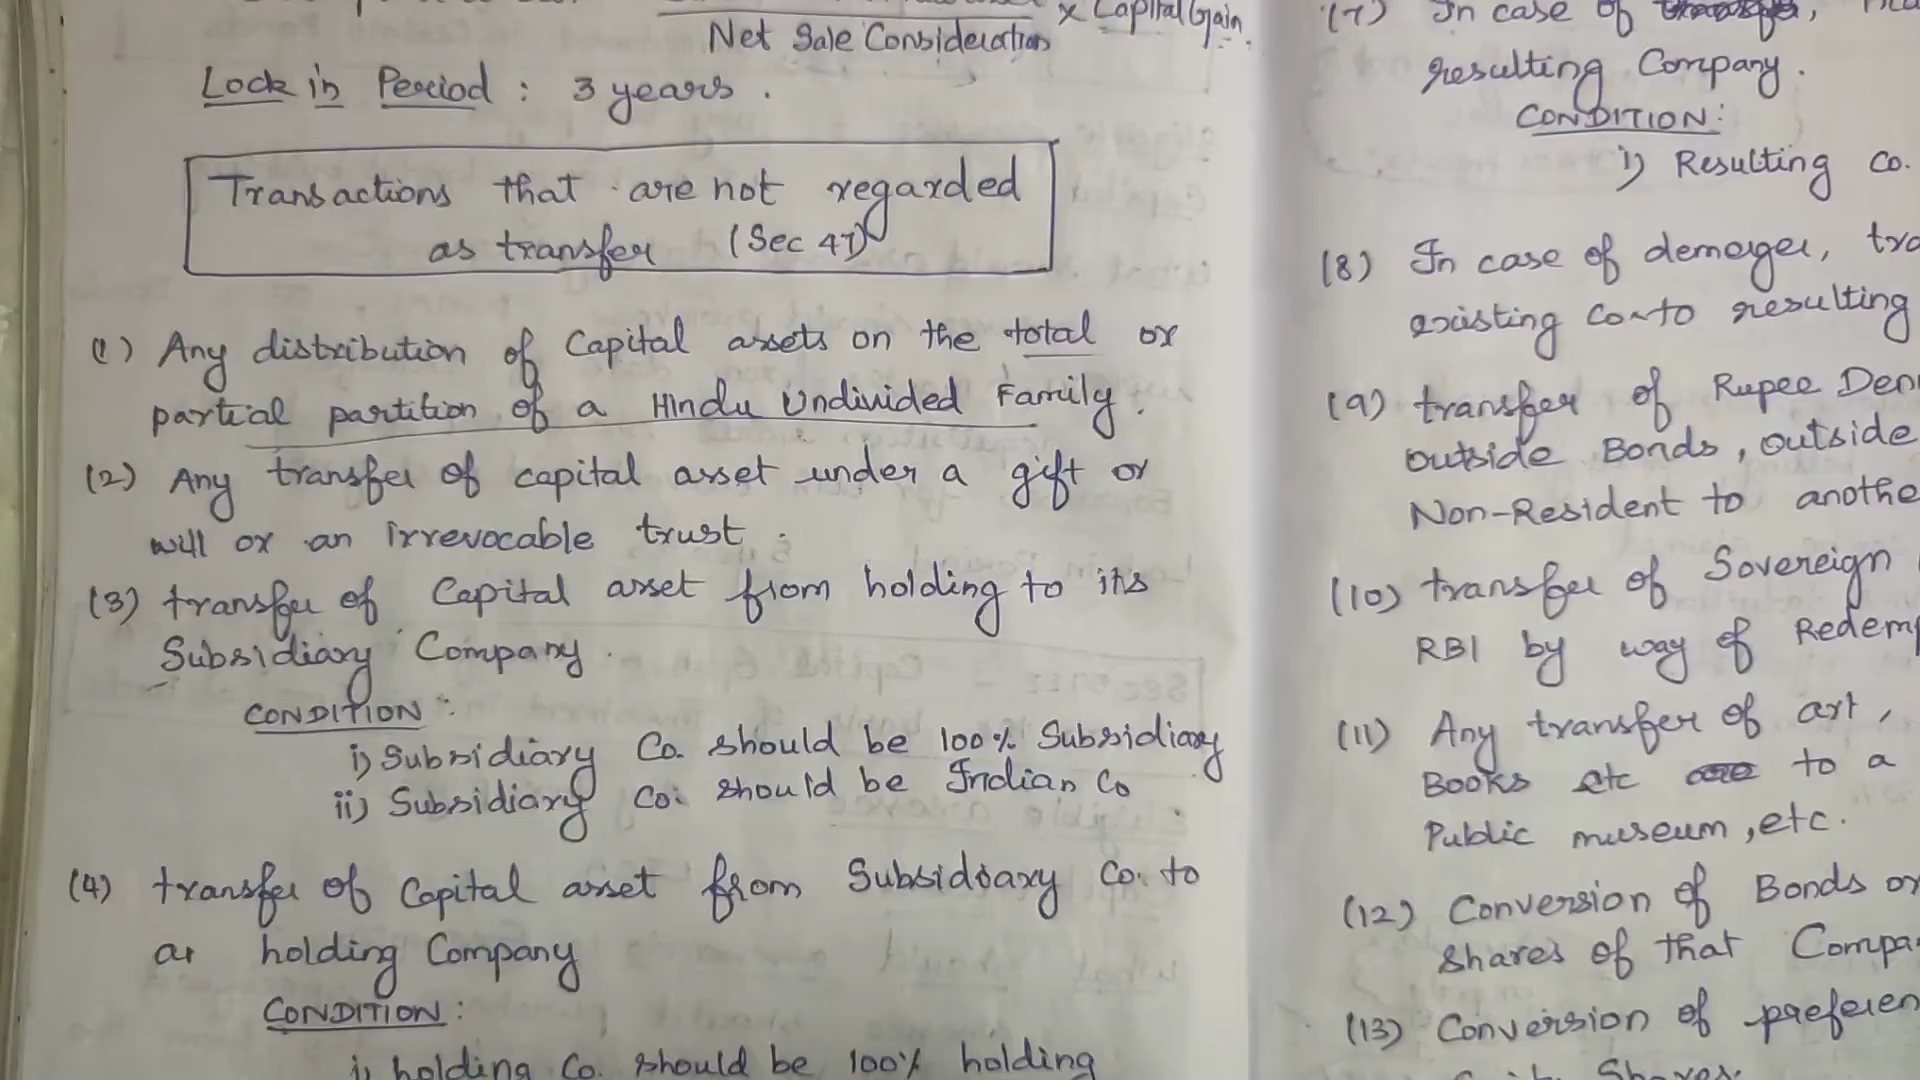 x Capital Gain.
Net Sale Consideration
Lock in Period : 3 years .
Transactions that are not regarded
as transfer (Sec 47)
(1) Any distribution of Capital assets on the total or
partial partition of a Hindu Undivided Family.
(2) Any transfer of capital asset under a gift or
will or an irrevocable trust .
(3) transfer of Capital asset from holding to its
Subsidiary Company .
CONDITION :
i) Subsidiary Co. should be 100% Subsidiary
ii) Subsidiary Co. should be Indian Co
(4) transfer of Capital asset from Subsidiary Co. to
holding Company
CONDITION :
i) holding Co. should be 100% holding
(7) In case of
resulting Company .
CONDITION :
i) Resulting Co.
(8) In case of demerger, tra
existing Co. to resulting
(9) transfer of Rupee Den
outside Bonds, outside
Non-Resident to anothe
(10) transfer of Sovereign
RBI by way of Redemp
(11) Any transfer of art,
Books etc to a
Public museum, etc.
(12) Conversion of Bonds or
Shares of that Compa
(13) Conversion of preferen
Shares.